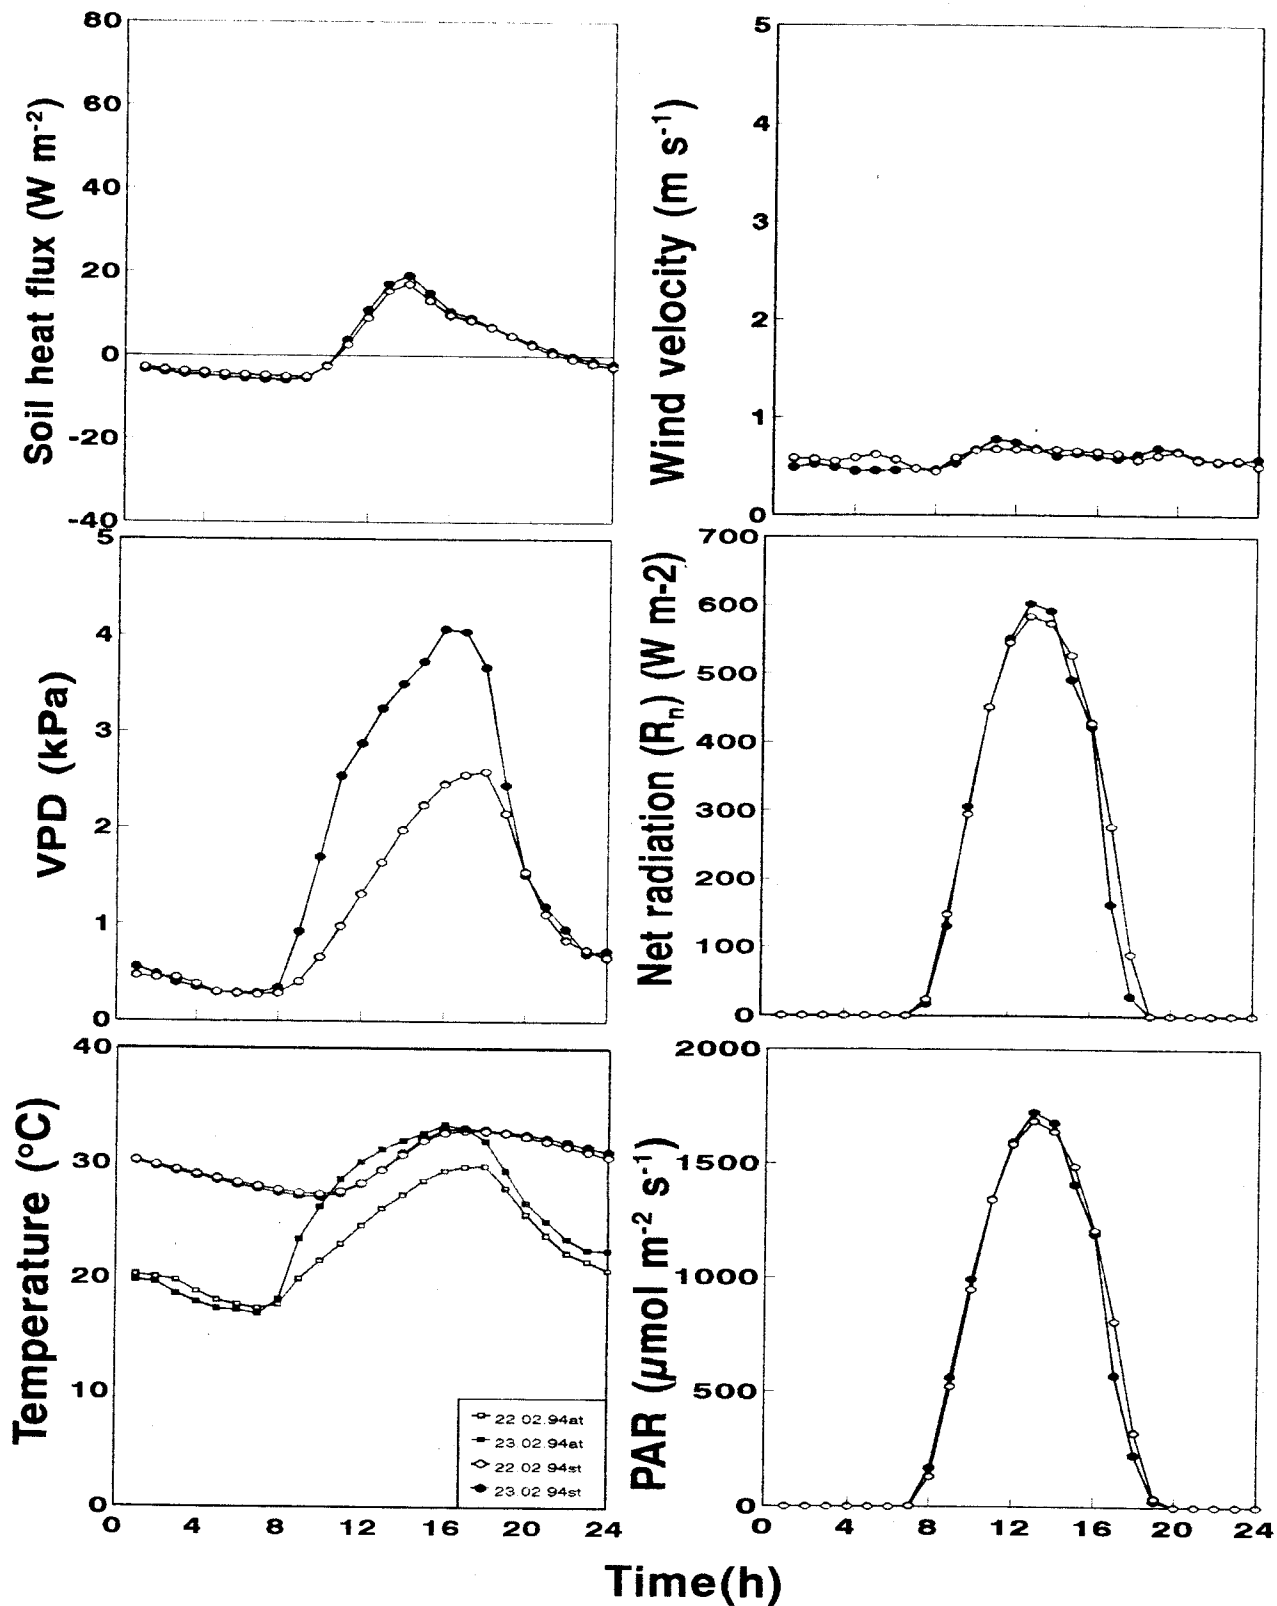 Soil heat flux (W m-2)
80
60
40
20
0
-20
-40
Wind velocity (m s-1)
5
4
3
2
1
0
VPD (kPa)
5
4
3
2
1
0
Net radiation (Rn) (W m-2)
700
600
500
400
300
200
100
0
Temperature (°C)
40
30
20
10
0
22 02.94at
23 02.94at
22 02 94st
23 02 94st
0 4 8 12 16 20 24
PAR (µmol m-2 s-1)
2000
1500
1000
500
0
0 4 8 12 16 20 24
Time(h)